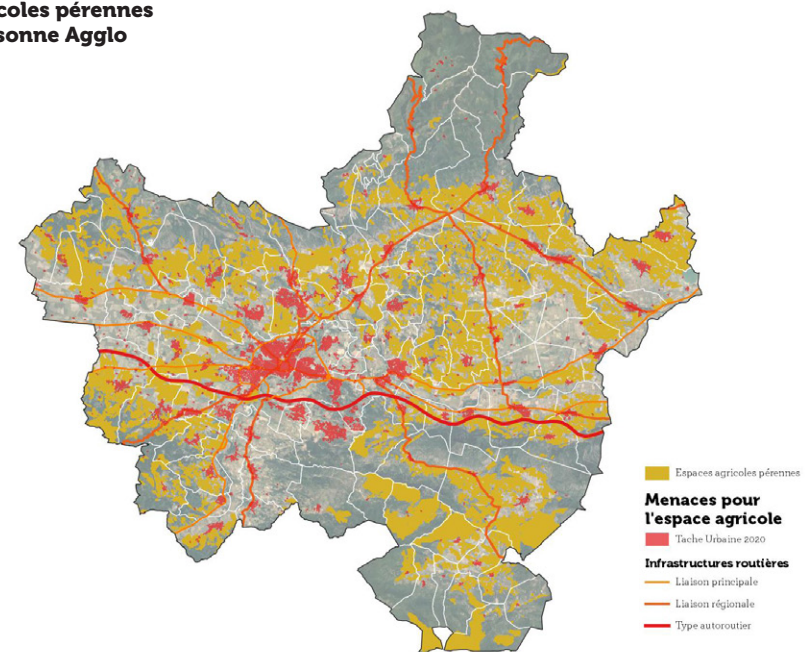 coles pérennes
sonne Agglo
Espaces agricoles pérennes
Menaces pour
l'espace agricole
Tache Urbaine 2020
Infrastructures routières
Liaison principale
Liaison régionale
Type autoroutier